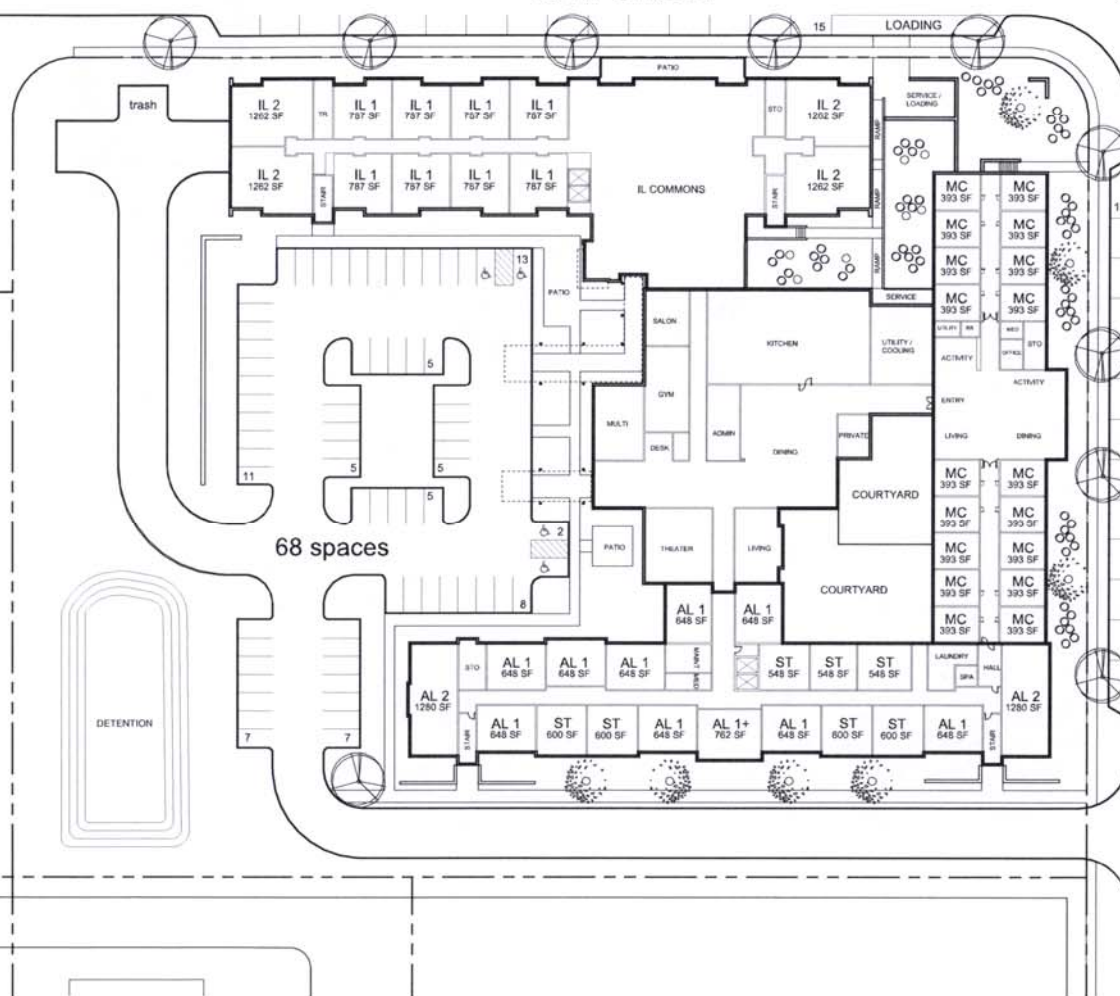 15
LOADING
PATIO
trash
IL 2
1262 SF
TR.
IL 1
787 SF
IL 1
787 SF
IL 1
787 SF
IL 1
787 SF
STO
IL 2
1262 SF
RAMP
SERVICE /
LOADING
IL 2
1262 SF
STAIR
IL 1
787 SF
IL 1
787 SF
IL 1
787 SF
IL 1
787 SF
IL COMMONS
STAIR
IL 2
1262 SF
RAMP
RAMP
SERVICE
MC
393 SF
MC
393 SF
MC
393 SF
MC
393 SF
MC
393 SF
MC
393 SF
MC
393 SF
MC
393 SF
13
PATIO
SALON
KITCHEN
UTILITY /
COOLING
UTILITY
MED
OFFICE
STO
ACTIVITY
ACTIVITY
ENTRY
LIVING
DINING
5
GYM
MULTI
DESK
ADMIN
DINING
PRIVATE
5
5
11
5
68 spaces
2
8
PATIO
THEATER
LIVING
COURTYARD
COURTYARD
MC
393 SF
MC
393 SF
MC
393 SF
MC
393 SF
MC
393 SF
MC
393 SF
MC
393 SF
MC
393 SF
MC
393 SF
MC
393 SF
AL 1
648 SF
AL 1
648 SF
AL 2
1280 SF
STO
AL 1
648 SF
AL 1
648 SF
AL 1
648 SF
MAINT
MED
ST
548 SF
ST
548 SF
ST
548 SF
LAUNDRY
SPA
HALL
AL 2
1280 SF
STAIR
AL 1
648 SF
ST
600 SF
ST
600 SF
AL 1
648 SF
AL 1+
762 SF
AL 1
648 SF
ST
600 SF
ST
600 SF
AL 1
648 SF
STAIR
DETENTION
7
7